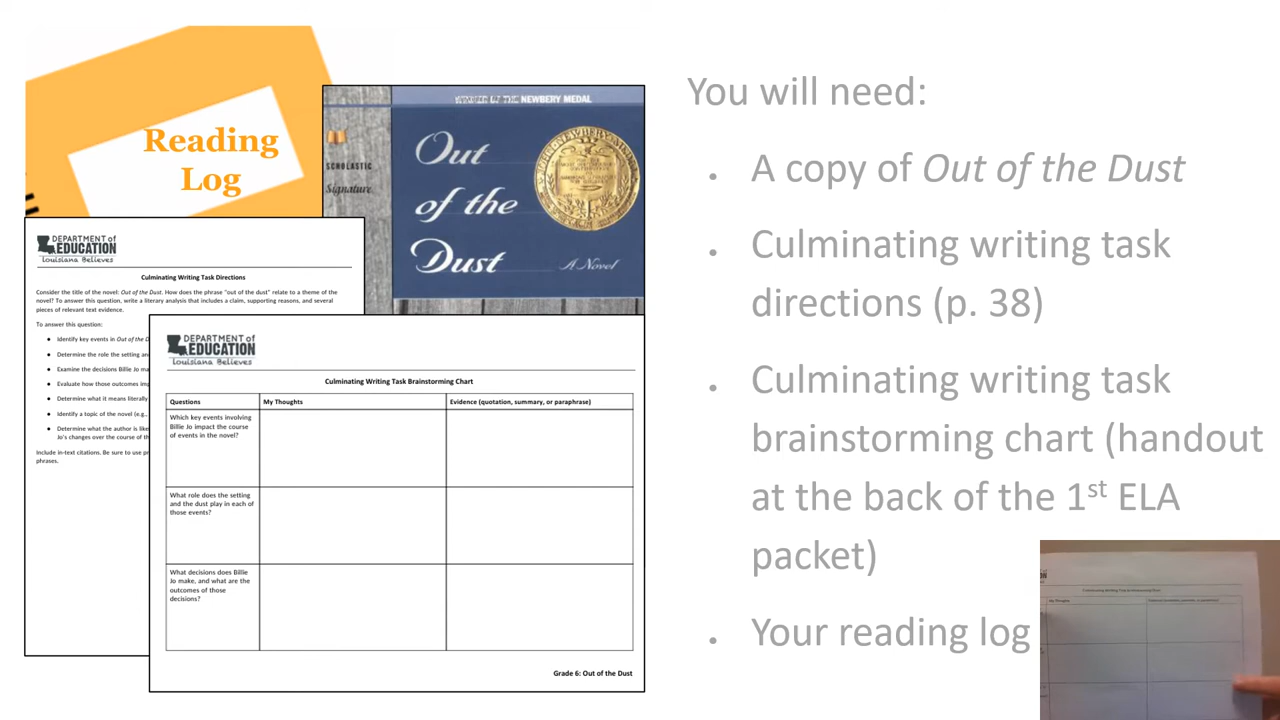 Reading
Log
WINNER OF THE NEWBERY MEDAL
SCHOLASTIC
Signature
Out
of the
Dust
A Novel
DEPARTMENT of
EDUCATION
Louisiana Believes
Culminating Writing Task Directions
Consider the title of the novel: Out of the Dust. How does the phrase "out of the dust" relate to a theme of the
novel? To answer this question, write a literary analysis that includes a claim, supporting reasons, and several
pieces of relevant text evidence.
To answer this question:
● Identify key events in Out of the D
● Determine the role the setting an
● Examine the decisions Billie Jo ma
● Evaluate how those outcomes imp
● Determine what it means literally
● Identify a topic of the novel (e.g.,
● Determine what the author is like
Jo's changes over the course of th
Include in-text citations. Be sure to use pr
phrases.
DEPARTMENT of
EDUCATION
Louisiana Believes
Culminating Writing Task Brainstorming Chart
Questions My Thoughts Evidence (quotation, summary, or paraphrase)
Which key events involving
Billie Jo impact the course
of events in the novel?
What role does the setting
and the dust play in each of
those events?
What decisions does Billie
Jo make, and what are the
outcomes of those
decisions?
Grade 6: Out of the Dust
You will need:
• A copy of Out of the Dust
• Culminating writing task
directions (p. 38)
• Culminating writing task
brainstorming chart (handout
at the back of the 1st ELA
packet)
• Your reading log
Culminating Writing Task Brainstorming Chart
My Thoughts